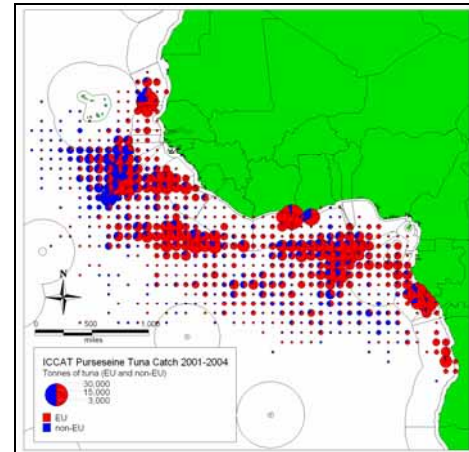 N
0 500 1 000
miles
ICCAT Purseseine Tuna Catch 2001-2004
Tonnes of tuna (EU and non-EU)
30,000
15,000
3,000
EU
non-EU